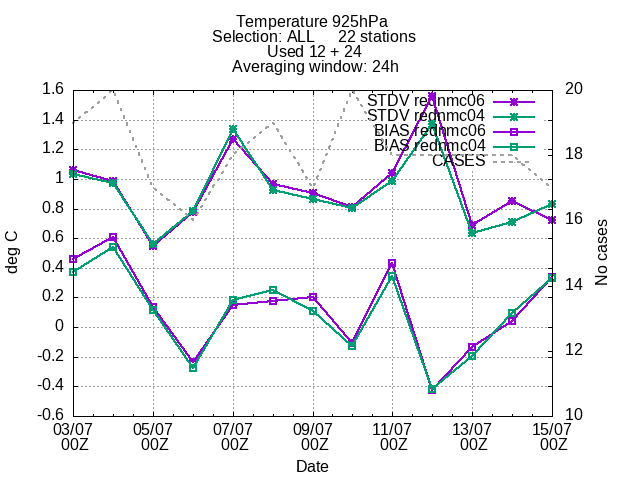 Temperature 925hPa
Selection: ALL 22 stations
Used 12 + 24
Averaging window: 24h
1.6
1.4
1.2
1
0.8
0.6
0.4
0.2
0
-0.2
-0.4
-0.6
deg C
STDV rednmc06
STDV rednmc04
BIAS rednmc06
BIAS rednmc04
CASES
20
18
16
14
12
10
No cases
03/07 05/07 07/07 09/07 11/07 13/07 15/07
00Z 00Z 00Z 00Z 00Z 00Z 00Z
Date